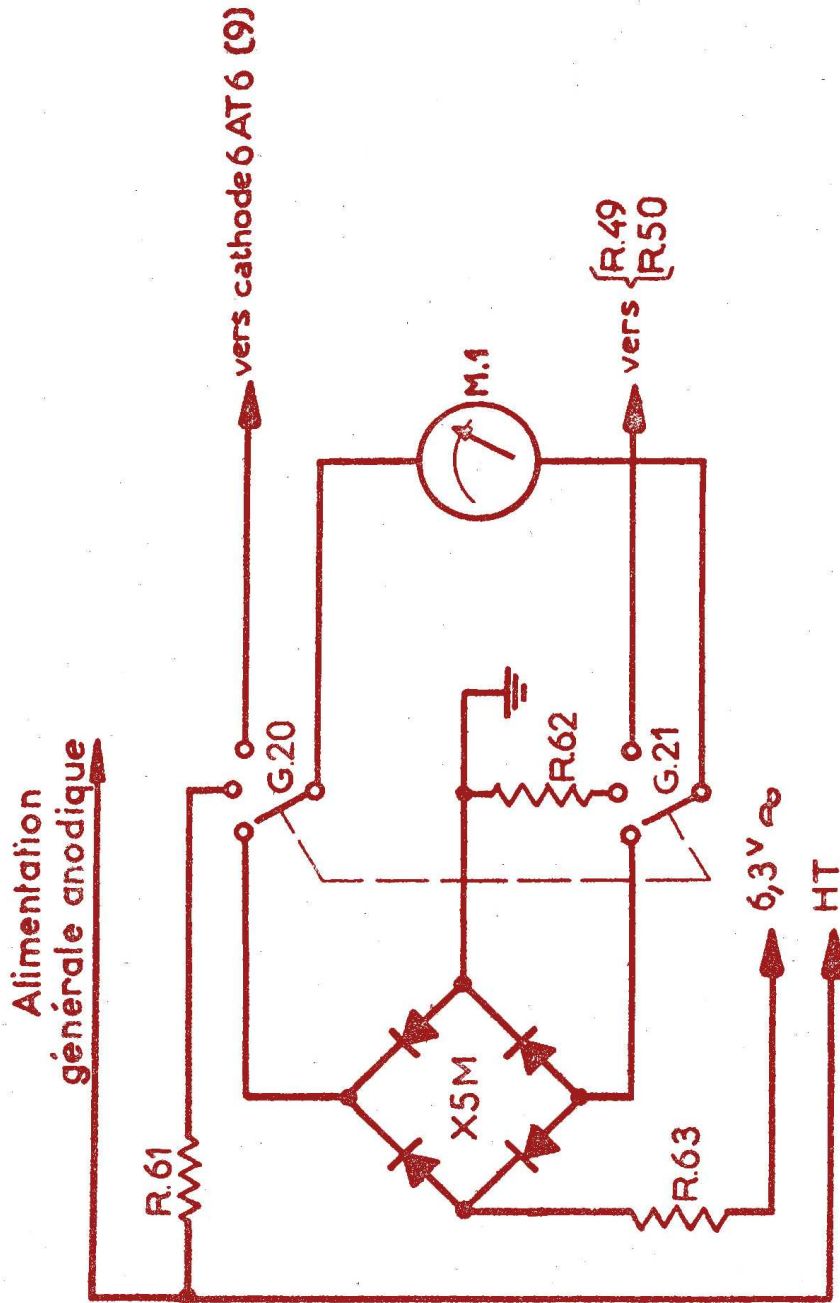 Alimentation
générale anodique
vers cathode 6AT6 (9)
R.61
G.20
M.1
X5M
R.62
vers { R.49
R.50
G.21
R.63
6,3 V ~
HT